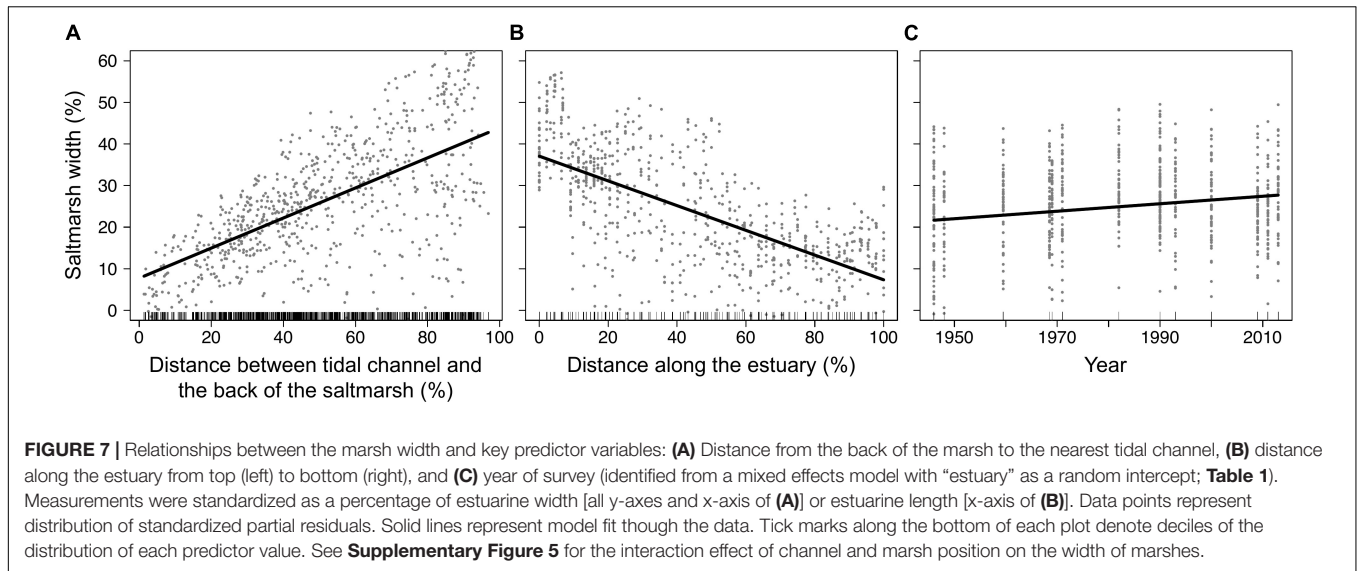 A
B
C
Saltmarsh width (%)
60
50
40
30
20
10
0
0 20 40 60 80 100
Distance between tidal channel and
the back of the saltmarsh (%)
0 20 40 60 80 100
Distance along the estuary (%)
1950 1970 1990 2010
Year
FIGURE 7 | Relationships between the marsh width and key predictor variables: (A) Distance from the back of the marsh to the nearest tidal channel, (B) distance
along the estuary from top (left) to bottom (right), and (C) year of survey (identified from a mixed effects model with “estuary” as a random intercept; Table 1).
Measurements were standardized as a percentage of estuarine width [all y-axes and x-axis of (A)] or estuarine length [x-axis of (B)]. Data points represent
distribution of standardized partial residuals. Solid lines represent model fit though the data. Tick marks along the bottom of each plot denote deciles of the
distribution of each predictor value. See Supplementary Figure 5 for the interaction effect of channel and marsh position on the width of marshes.